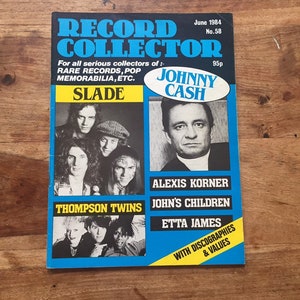 RECORD
COLLECTOR
June 1984
No.58
95p
For all serious collectors of :-
RARE RECORDS, POP
MEMORABILIA, ETC.
JOHNNY
CASH
SLADE
THOMPSON TWINS
ALEXIS KORNER
JOHN'S CHILDREN
ETTA JAMES
WITH DISCOGRAPHIES
& VALUES